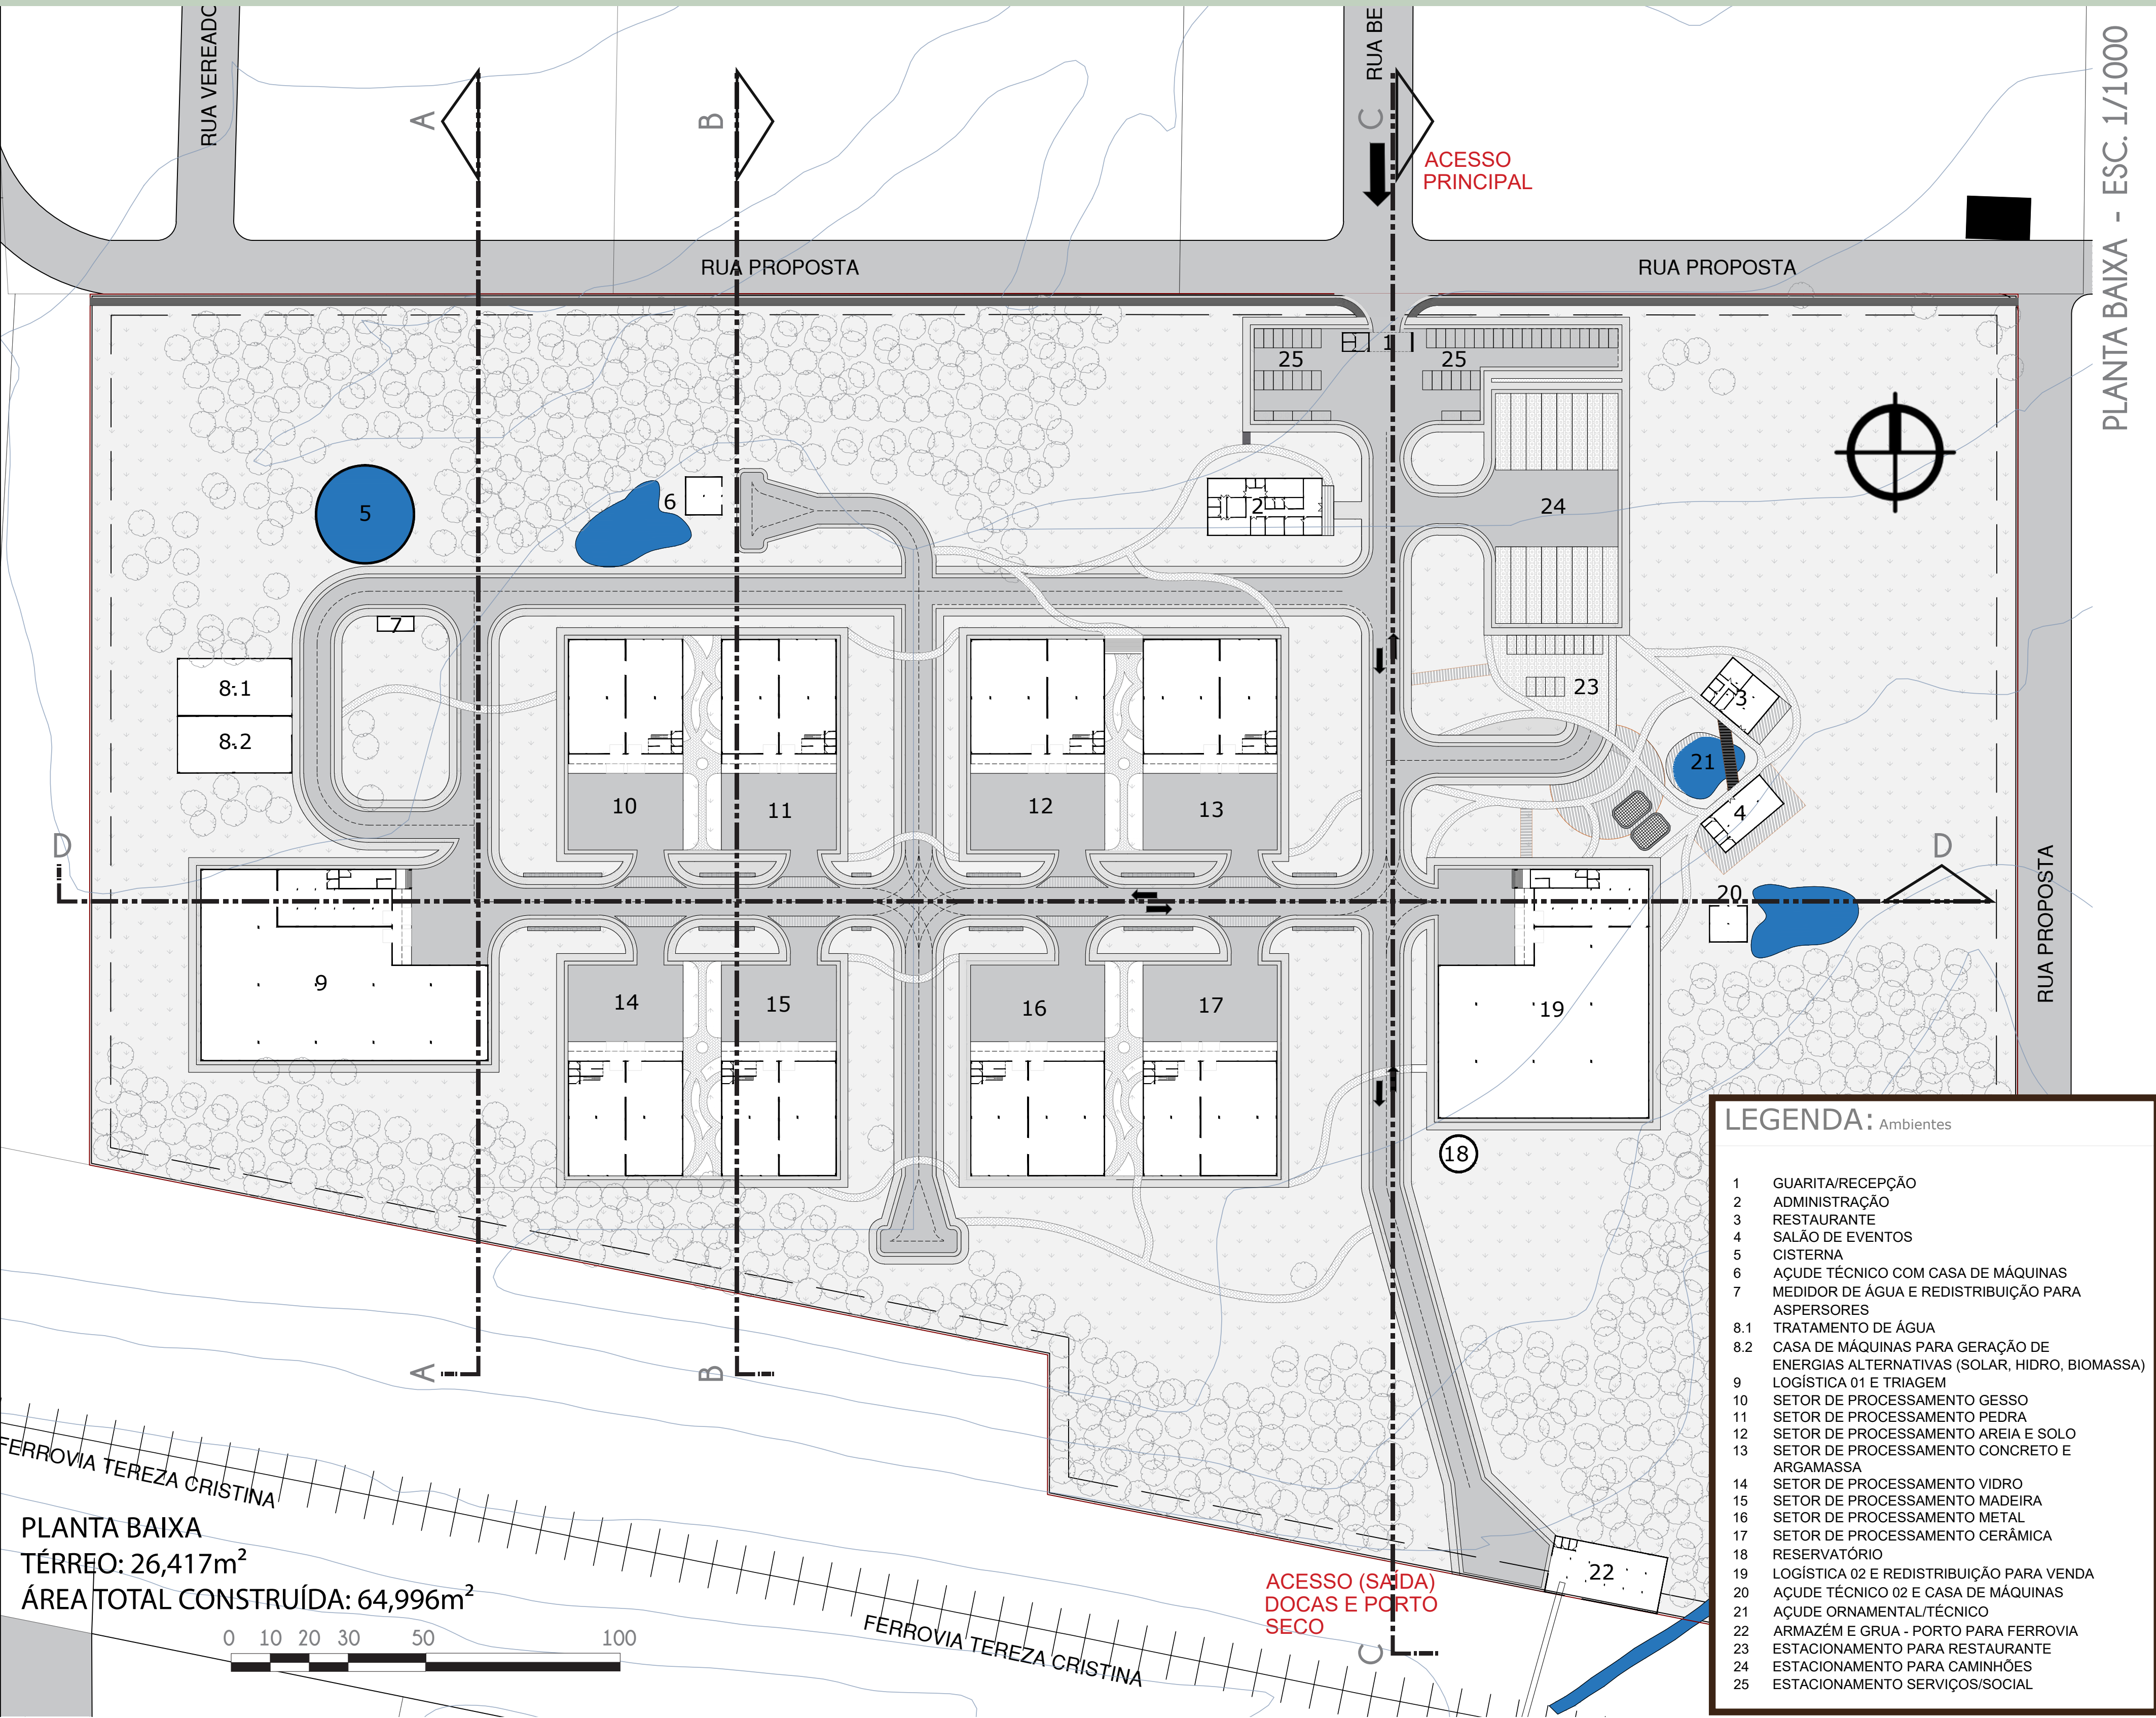 RUA VEREADO
RUA BE
A
B
C
ACESSO
PRINCIPAL
PLANTA BAIXA - ESC. 1/1000
RUA PROPOSTA
RUA PROPOSTA
1
25
25
2
24
5
6
7
8.1
8.2
23
3
21
4
10
11
12
13
D
D
20
RUA PROPOSTA
9
14
15
16
17
19
18
A
B
C
22
FERROVIA TEREZA CRISTINA
FERROVIA TEREZA CRISTINA
ACESSO (SAÍDA)
DOCAS E PORTO
SECO
PLANTA BAIXA
TÉRREO: 26,417m²
ÁREA TOTAL CONSTRUÍDA: 64,996m²
0 10 20 30 50 100
LEGENDA: Ambientes
1 GUARITA/RECEPÇÃO
2 ADMINISTRAÇÃO
3 RESTAURANTE
4 SALÃO DE EVENTOS
5 CISTERNA
6 AÇUDE TÉCNICO COM CASA DE MÁQUINAS
7 MEDIDOR DE ÁGUA E REDISTRIBUIÇÃO PARA
ASPERSORES
8.1 TRATAMENTO DE ÁGUA
8.2 CASA DE MÁQUINAS PARA GERAÇÃO DE
ENERGIAS ALTERNATIVAS (SOLAR, HIDRO, BIOMASSA)
9 LOGÍSTICA 01 E TRIAGEM
10 SETOR DE PROCESSAMENTO GESSO
11 SETOR DE PROCESSAMENTO PEDRA
12 SETOR DE PROCESSAMENTO AREIA E SOLO
13 SETOR DE PROCESSAMENTO CONCRETO E
ARGAMASSA
14 SETOR DE PROCESSAMENTO VIDRO
15 SETOR DE PROCESSAMENTO MADEIRA
16 SETOR DE PROCESSAMENTO METAL
17 SETOR DE PROCESSAMENTO CERÂMICA
18 RESERVATÓRIO
19 LOGÍSTICA 02 E REDISTRIBUIÇÃO PARA VENDA
20 AÇUDE TÉCNICO 02 E CASA DE MÁQUINAS
21 AÇUDE ORNAMENTAL/TÉCNICO
22 ARMAZÉM E GRUA - PORTO PARA FERROVIA
23 ESTACIONAMENTO PARA RESTAURANTE
24 ESTACIONAMENTO PARA CAMINHÕES
25 ESTACIONAMENTO SERVIÇOS/SOCIAL